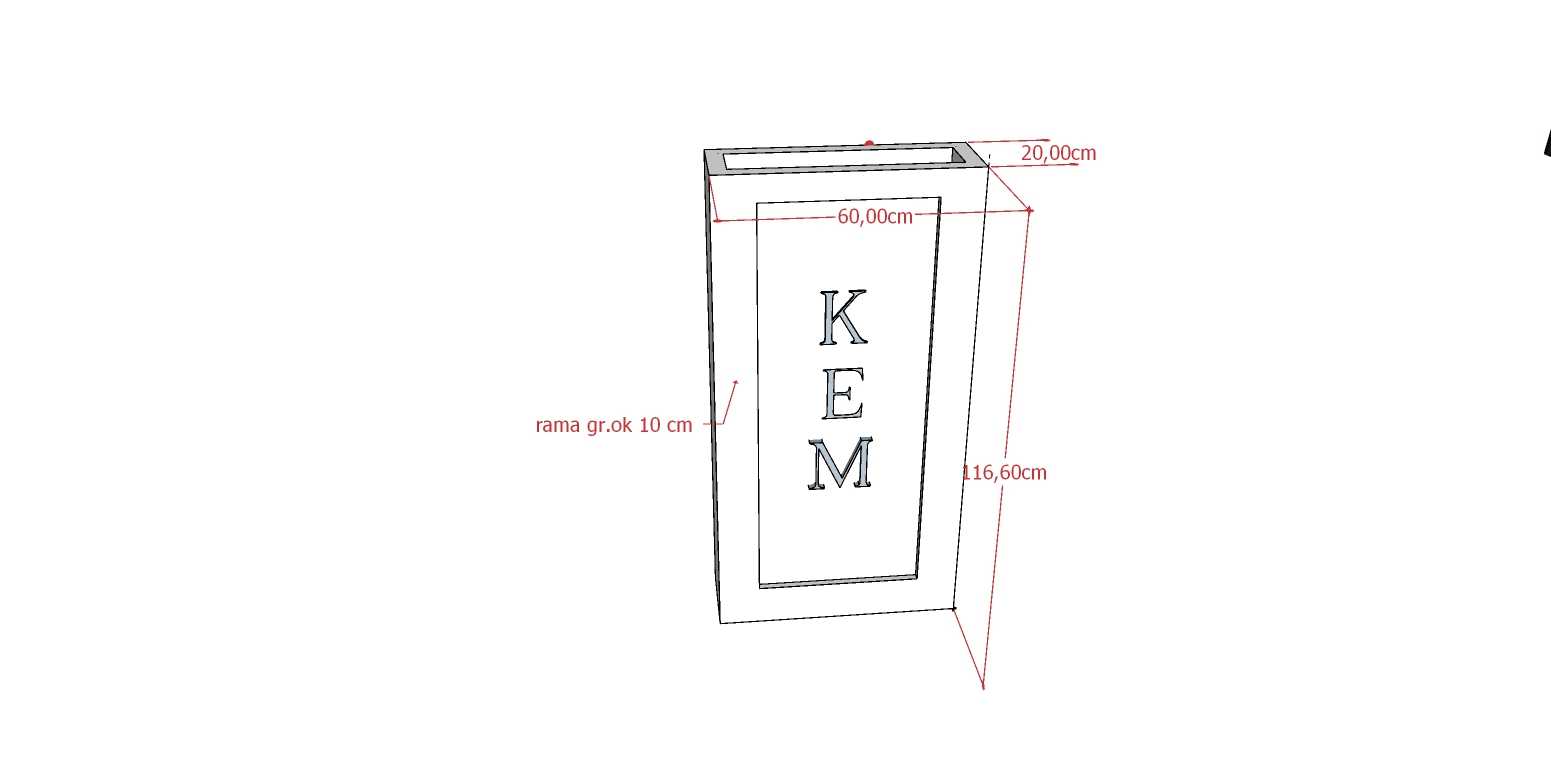 20,00cm
60,00cm
K
E
M
rama gr.ok 10 cm
116,60cm